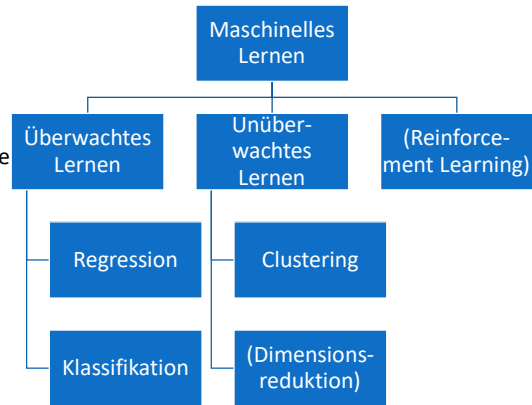 Maschinelles
Lernen
e
Überwachtes
Lernen
Unüber-
wachtes
Lernen
(Reinforce-
ment Learning)
Regression
Clustering
Klassifikation
(Dimensions-
reduktion)